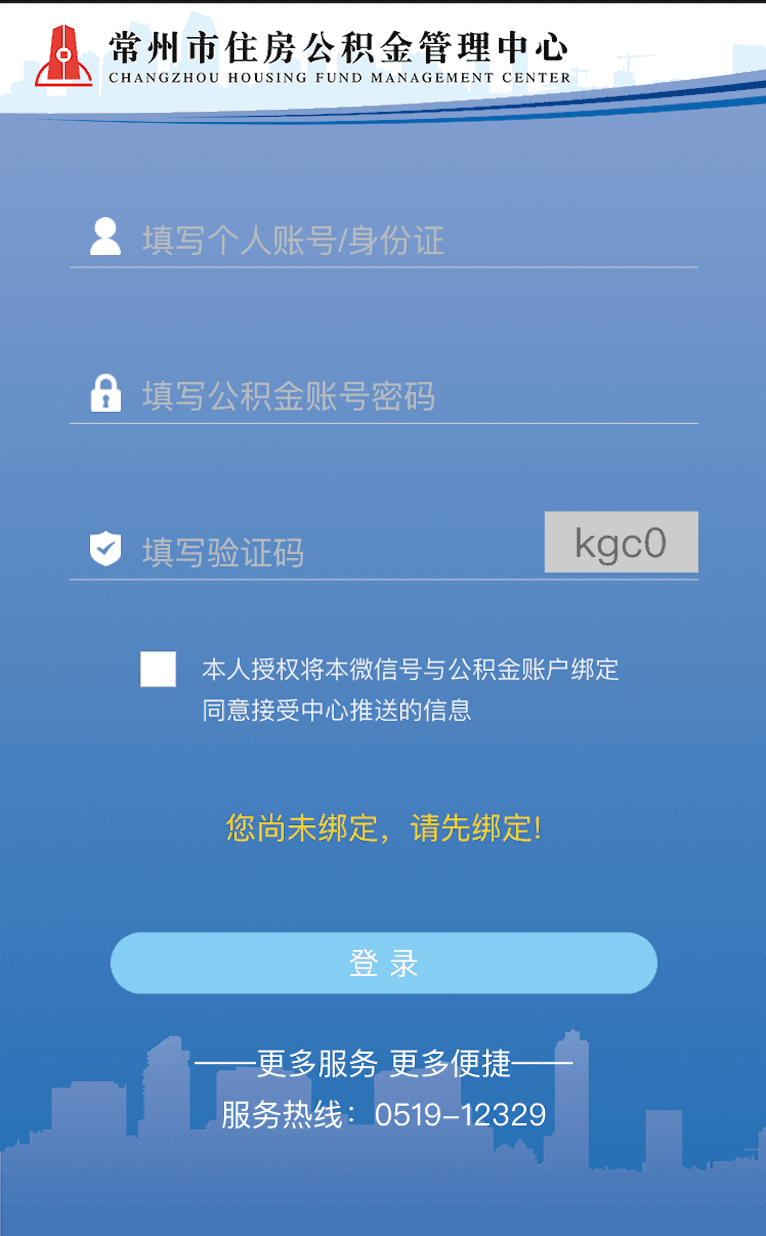 常州市住房公积金管理中心
CHANGZHOU HOUSING FUND MANAGEMENT CENTER
填写个人账号/身份证
填写公积金账号密码
填写验证码
kgc0
本人授权将本微信号与公积金账户绑定
同意接受中心推送的信息
您尚未绑定，请先绑定!
登 录
——更多服务 更多便捷——
服务热线：0519-12329